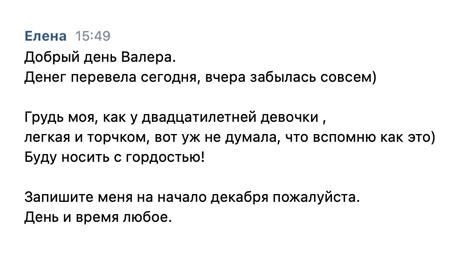 Елена 15:49
Добрый день Валера.
Денег перевела сегодня, вчера забылась совсем)
Грудь моя, как у двадцатилетней девочки ,
легкая и торчком, вот уж не думала, что вспомню как это)
Буду носить с гордостью!
Запишите меня на начало декабря пожалуйста.
День и время любое.